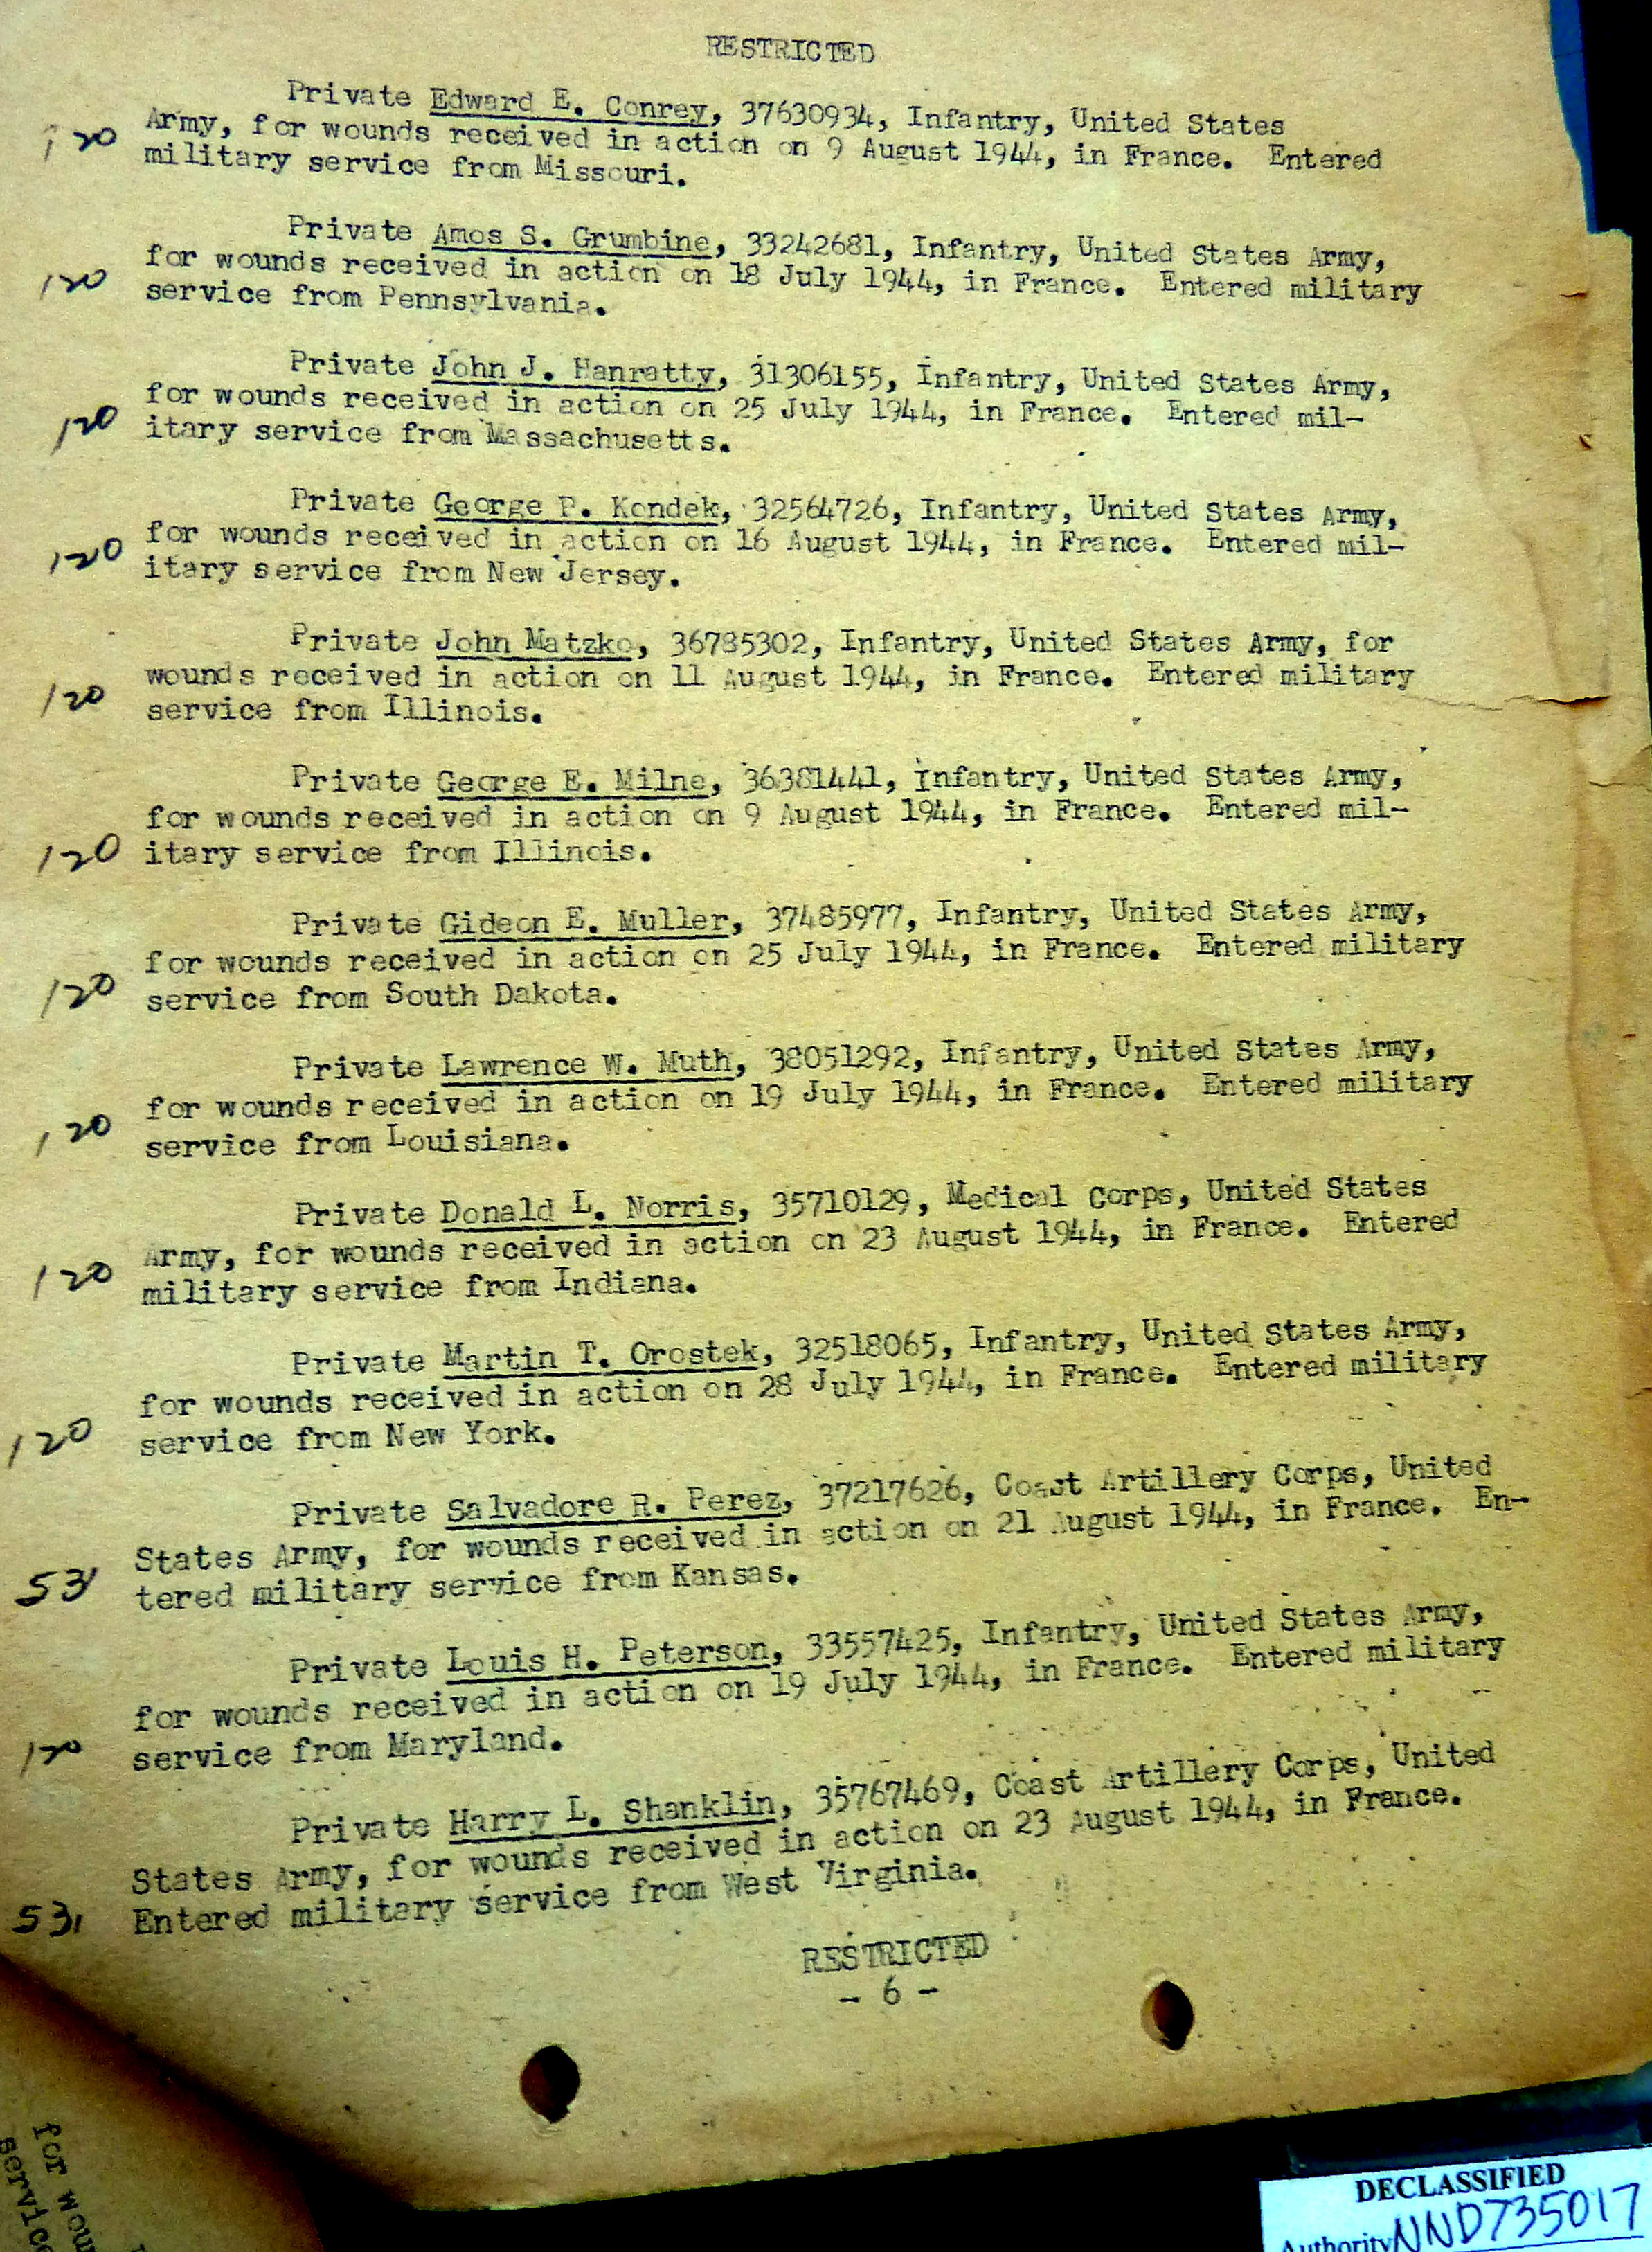 RESTRICTED
Private Edward E. Conrey, 37630934, Infantry, United States
Army, for wounds received in action on 9 August 1944, in France. Entered
120 military service from Missouri.
Private Amos S. Grumbine, 33242681, Infantry, United States Army,
for wounds received in action on 18 July 1944, in France. Entered military
120 service from Pennsylvania.
Private John J. Hanratty, 31306155, Infantry, United States Army,
for wounds received in action on 25 July 1944, in France. Entered mil-
120 itary service from Massachusetts.
Private George P. Kondek, 32564726, Infantry, United States Army,
for wounds received in action on 16 August 1944, in France. Entered mil-
120 itary service from New Jersey.
Private John Matzko, 36785302, Infantry, United States Army, for
wounds received in action on 11 August 1944, in France. Entered military
120 service from Illinois.
Private George E. Milne, 36381441, Infantry, United States Army,
for wounds received in action on 9 August 1944, in France. Entered mil-
120 itary service from Illinois.
Private Gideon E. Muller, 37485977, Infantry, United States Army,
for wounds received in action on 25 July 1944, in France. Entered military
120 service from South Dakota.
Private Lawrence W. Muth, 38051292, Infantry, United States Army,
for wounds received in action on 19 July 1944, in France. Entered military
120 service from Louisiana.
Private Donald L. Norris, 35710129, Medical Corps, United States
Army, for wounds received in action on 23 August 1944, in France. Entered
120 military service from Indiana.
Private Martin T. Orostek, 32518065, Infantry, United States Army,
for wounds received in action on 28 July 1944, in France. Entered military
120 service from New York.
Private Salvadore R. Perez, 37217626, Coast Artillery Corps, United
States Army, for wounds received in action on 21 August 1944, in France. En-
531 tered military service from Kansas.
Private Louis H. Peterson, 33557425, Infantry, United States Army,
for wounds received in action on 19 July 1944, in France. Entered military
120 service from Maryland.
Private Harry L. Shanklin, 35767469, Coast Artillery Corps, United
States Army, for wounds received in action on 23 August 1944, in France.
531 Entered military service from West Virginia.
RESTRICTED
- 6 -
for
service
DECLASSIFIED
Authority NND735017